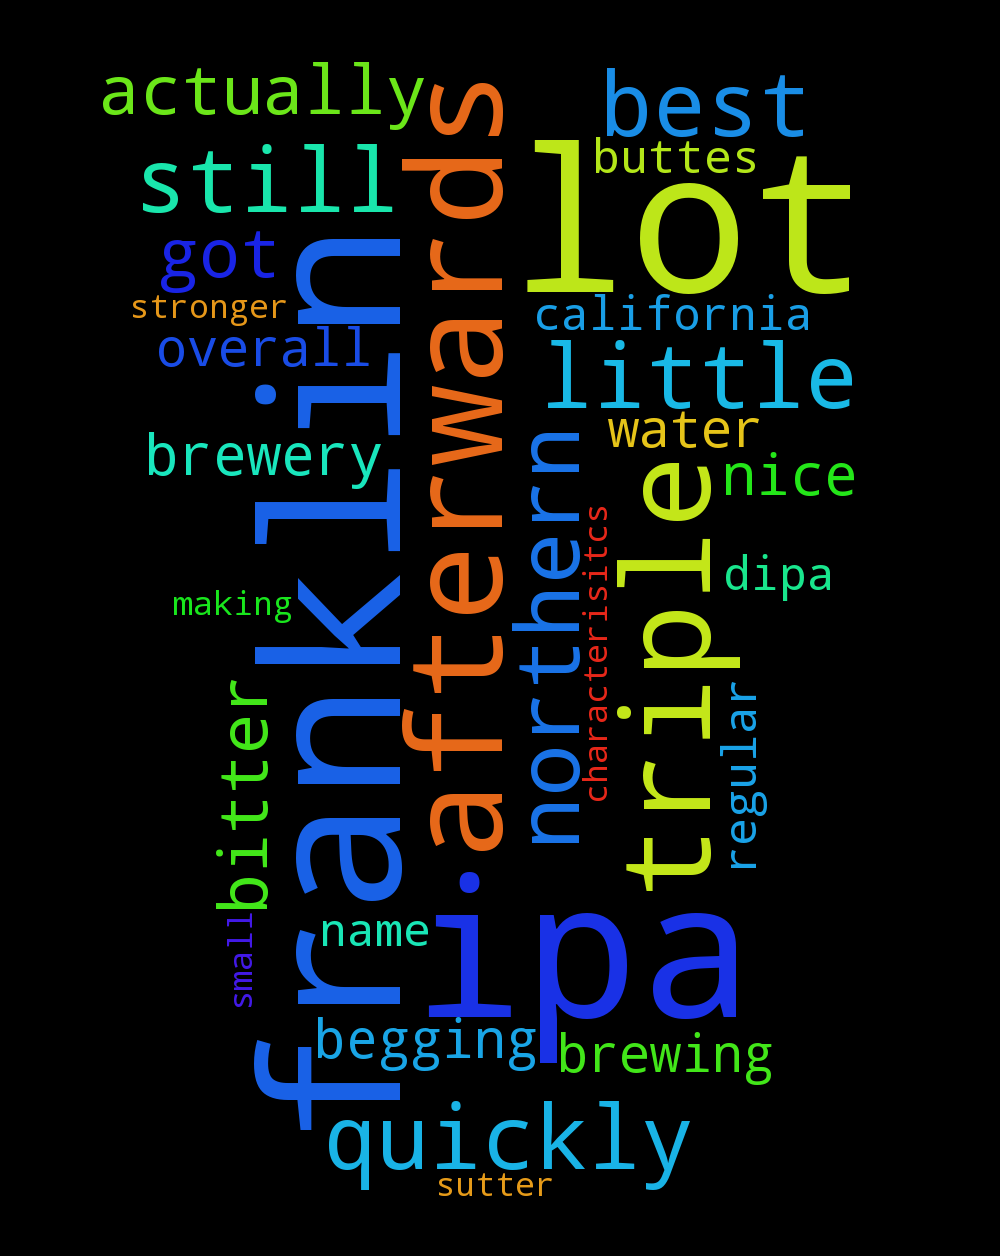 actually
best
still
buttes
lot
got
stronger
california
overall
little
franklin
afterwards
water
brewery
northern
nice
triple
characterisitcs
dipa
making
bitter
regular
small
name
ipa
begging
brewing
quickly
sutter